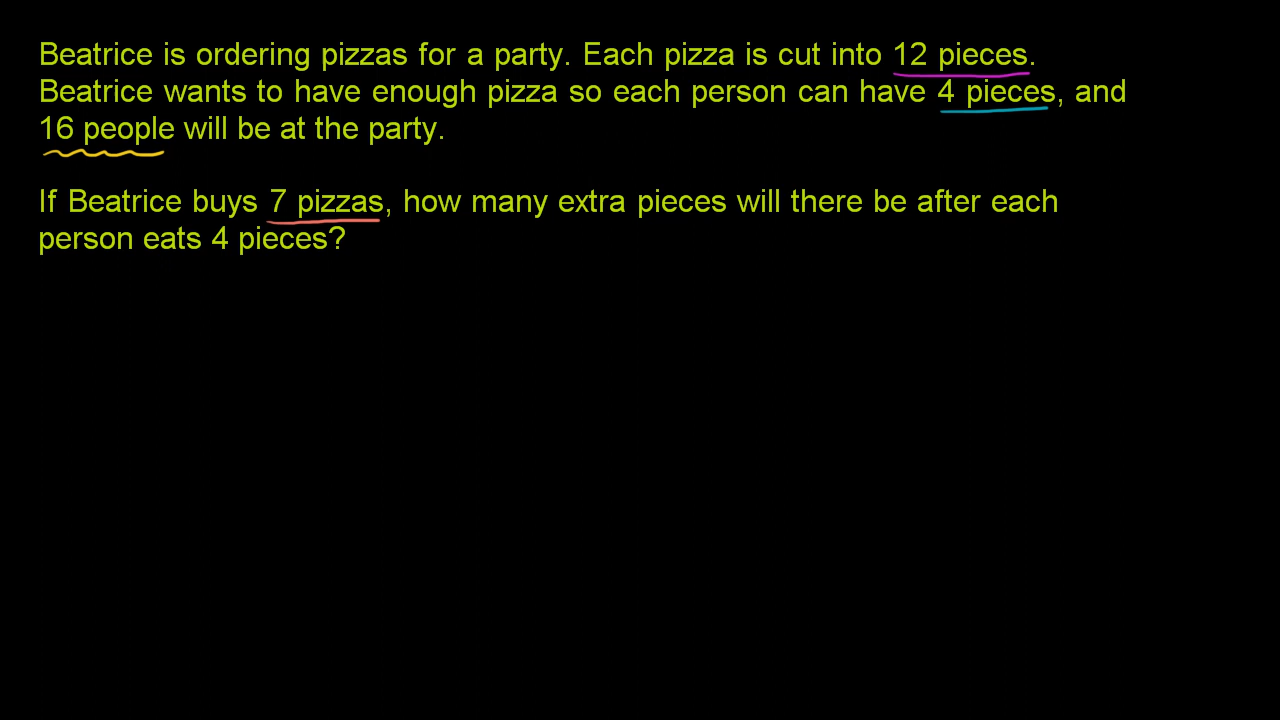 Beatrice is ordering pizzas for a party. Each pizza is cut into 12 pieces.
Beatrice wants to have enough pizza so each person can have 4 pieces, and
16 people will be at the party.
If Beatrice buys 7 pizzas, how many extra pieces will there be after each
person eats 4 pieces?